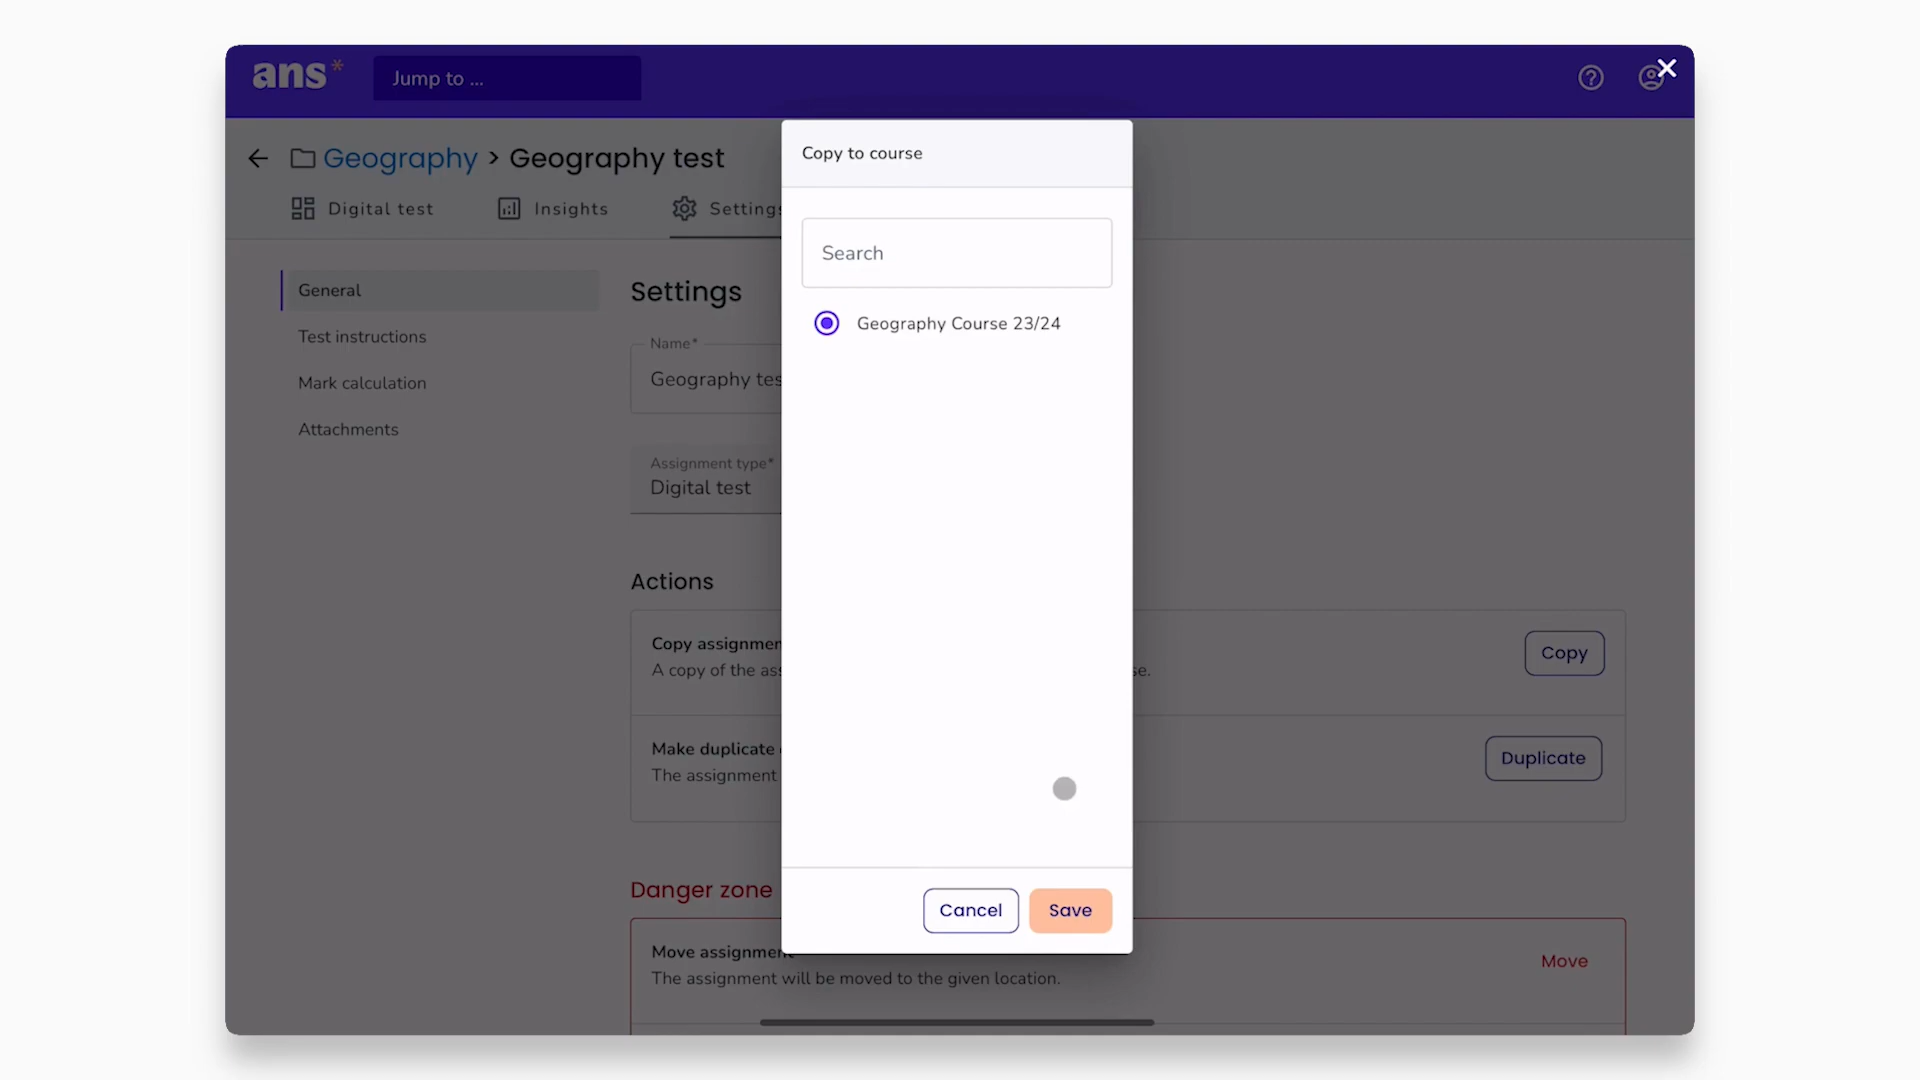 ans*
Jump to ...
Geography > Geography test
Digital test
Insights
Settings
General
Test instructions
Mark calculation
Attachments
Settings
Name*
Geography tes
Assignment type*
Digital test
Actions
Copy assignmen
A copy of the ass
se.
Copy
Make duplicate
The assignment
Duplicate
Danger zone
Move assignment
The assignment will be moved to the given location.
Move
Copy to course
Search
Geography Course 23/24
Cancel
Save